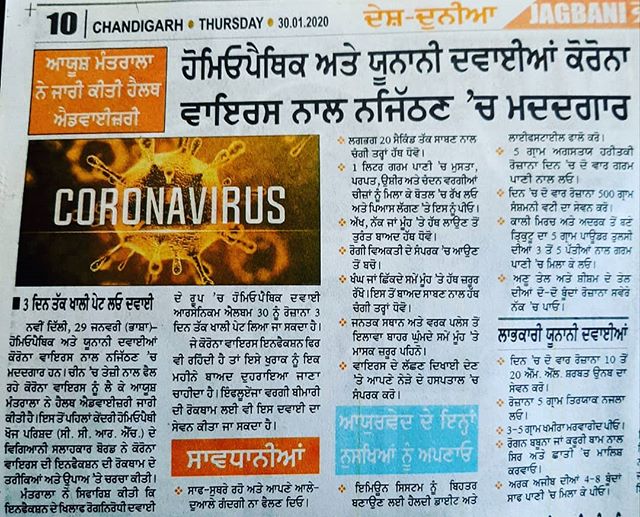 10 CHANDIGARH • THURSDAY • 30.01.2020
ਦੇਸ਼-ਦੁਨੀਆ
JAGBANI
ਆਯੂਸ਼ ਮੰਤਰਾਲਾ
ਨੇ ਜਾਰੀ ਕੀਤੀ ਹੈਲਥ
ਐਡਵਾਈਜ਼ਰੀ
ਹੋਮਿਓਪੈਥਿਕ ਅਤੇ ਯੂਨਾਨੀ ਦਵਾਈਆਂ ਕੋਰੋਨਾ
ਵਾਇਰਸ ਨਾਲ ਨਜਿੱਠਣ 'ਚ ਮਦਦਗਾਰ
CORONAVIRUS
■ 3 ਦਿਨ ਤੱਕ ਖਾਲੀ ਪੇਟ ਲਓ ਦਵਾਈ
ਨਵੀਂ ਦਿੱਲੀ, 29 ਜਨਵਰੀ (ਭਾਸ਼ਾ)–
ਹੋਮਿਓਪੈਥਿਕ ਅਤੇ ਯੂਨਾਨੀ ਦਵਾਈਆਂ
ਕੋਰੋਨਾ ਵਾਇਰਸ ਨਾਲ ਨਜਿੱਠਣ 'ਚ
ਮਦਦਗਾਰ ਹਨ। ਚੀਨ 'ਚ ਤੇਜ਼ੀ ਨਾਲ ਫੈਲ
ਰਹੇ ਕੋਰੋਨਾ ਵਾਇਰਸ ਨੂੰ ਲੈ ਕੇ ਆਯੂਸ਼
ਮੰਤਰਾਲਾ ਨੇ ਹੈਲਥ ਐਡਵਾਈਜ਼ਰੀ ਜਾਰੀ
ਕੀਤੀ ਹੈ। ਇਸ ਤੋਂ ਪਹਿਲਾਂ ਕੇਂਦਰੀ ਹੋਮਿਓਪੈਥੀ
ਖੋਜ ਪਰਿਸ਼ਦ (ਸੀ. ਸੀ. ਆਰ. ਐੱਚ.) ਦੇ
ਵਿਗਿਆਨੀ ਸਲਾਹਕਾਰ ਬੋਰਡ ਨੇ ਕੋਰੋਨਾ
ਵਾਇਰਸ ਦੀ ਇਨਫੈਕਸ਼ਨ ਦੀ ਰੋਕਥਾਮ ਦੇ
ਤਰੀਕਿਆਂ ਅਤੇ ਉਪਾਅ 'ਤੇ ਚਰਚਾ ਕੀਤੀ।
ਮੰਤਰਾਲਾ ਨੇ ਸਿਫਾਰਿਸ਼ ਕੀਤੀ ਕਿ
ਇਨਫੈਕਸ਼ਨ ਦੇ ਖਿਲਾਫ ਰੋਗਨਿਰੋਧੀ ਦਵਾਈ
ਦੇ ਰੂਪ 'ਚ ਹੋਮਿਓਪੈਥਿਕ ਦਵਾਈ
ਆਰਸੇਨਿਕਮ ਐਲਬਮ 30 ਨੂੰ ਰੋਜ਼ਾਨਾ 3
ਦਿਨ ਤੱਕ ਖਾਲੀ ਪੇਟ ਲਿਆ ਜਾ ਸਕਦਾ ਹੈ।
ਜੇ ਕੋਰੋਨਾ ਵਾਇਰਸ ਇਨਫੈਕਸ਼ਨ ਫਿਰ
ਵੀ ਰਹਿੰਦੀ ਹੈ ਤਾਂ ਇਸੇ ਖੁਰਾਕ ਨੂੰ ਇਕ
ਮਹੀਨੇ ਬਾਅਦ ਦੁਹਰਾਇਆ ਜਾਣਾ
ਚਾਹੀਦਾ ਹੈ। ਇੰਫਲੂਏਂਜਾ ਵਰਗੀ ਬੀਮਾਰੀ
ਦੀ ਰੋਕਥਾਮ ਲਈ ਵੀ ਇਸ ਦਵਾਈ ਦਾ
ਸੇਵਨ ਕੀਤਾ ਜਾ ਸਕਦਾ ਹੈ।
ਸਾਵਧਾਨੀਆਂ
ਸਾਫ-ਸੁਥਰੇ ਰਹੋ ਅਤੇ ਆਪਣੇ ਆਲੇ-
ਦੁਆਲੇ ਗੰਦਗੀ ਨਾ ਫੈਲਣ ਦਿਓ।
ਲਗਭਗ 20 ਸੈਕਿੰਡ ਤੱਕ ਸਾਬਣ ਨਾਲ
ਚੰਗੀ ਤਰ੍ਹਾਂ ਹੱਥ ਧੋਵੋ।
1 ਲਿਟਰ ਗਰਮ ਪਾਣੀ 'ਚ ਮੁਸਤਾ,
ਪਰਪਤ, ਉਸ਼ੀਰ ਅਤੇ ਚੰਦਨ ਵਰਗੀਆਂ
ਚੀਜ਼ਾਂ ਨੂੰ ਮਿਲਾ ਕੇ ਬੋਤਲ 'ਚ ਰੱਖ ਲਓ
ਅਤੇ ਪਿਆਸ ਲੱਗਣ 'ਤੇ ਇਸ ਨੂੰ ਪੀਓ।
ਅੱਖ, ਨੱਕ ਜਾਂ ਮੂੰਹ 'ਤੇ ਹੱਥ ਲਾਉਣ ਤੋਂ
ਤੁਰੰਤ ਬਾਅਦ ਹੱਥ ਧੋਵੋ।
ਰੋਗੀ ਵਿਅਕਤੀ ਦੇ ਸੰਪਰਕ 'ਚ ਆਉਣ
ਤੋਂ ਬਚੋ।
ਖੰਘ ਜਾਂ ਛਿੱਕਦੇ ਸਮੇਂ ਮੂੰਹ 'ਤੇ ਹੱਥ ਜ਼ਰੂਰ
ਰੱਖੋ। ਇਸ ਤੋਂ ਬਾਅਦ ਸਾਬਣ ਨਾਲ ਹੱਥ
ਚੰਗੀ ਤਰ੍ਹਾਂ ਧੋਵੋ।
ਜਨਤਕ ਸਥਾਨ ਅਤੇ ਵਰਕ ਪਲੇਸ ਤੋਂ
ਇਲਾਵਾ ਬਾਹਰ ਘੁੰਮਦੇ ਸਮੇਂ ਮੂੰਹ 'ਤੇ
ਮਾਸਕ ਜ਼ਰੂਰ ਪਹਿਨੋ।
ਵਾਇਰਸ ਦੇ ਲੱਛਣ ਦਿਖਾਈ ਦੇਣ
'ਤੇ ਆਪਣੇ ਨੇੜੇ ਦੇ ਹਸਪਤਾਲ 'ਚ
ਸੰਪਰਕ ਕਰੋ।
ਆਯੁਰਵੇਦ ਦੇ ਇਨ੍ਹਾਂ
ਨੁਸਖਿਆਂ ਨੂੰ ਅਪਣਾਓ
ਇਮਿਊਨ ਸਿਸਟਮ ਨੂੰ ਬਿਹਤਰ
ਬਣਾਉਣ ਲਈ ਹੈਲਦੀ ਡਾਈਟ ਅਤੇ
ਲਾਈਫਸਟਾਈਲ ਫਾਲੋ ਕਰੋ।
5 ਗ੍ਰਾਮ ਅਗਸਤਯ ਹਰੀਤਕੀ
ਰੋਜ਼ਾਨਾ ਦਿਨ 'ਚ ਦੋ ਵਾਰ ਗਰਮ
ਪਾਣੀ ਨਾਲ ਲਓ।
ਦਿਨ 'ਚ ਦੋ ਵਾਰ ਰੋਜ਼ਾਨਾ 500 ਗ੍ਰਾਮ
ਸੰਸ਼ਮਨੀ ਵਟੀ ਦਾ ਸੇਵਨ ਕਰੋ।
ਕਾਲੀ ਮਿਰਚ ਅਤੇ ਅਦਰਕ ਤੋਂ ਬਣੇ
ਤ੍ਰਿਕੁਟ ਦਾ 5 ਗ੍ਰਾਮ ਪਾਊਡਰ ਤੁਲਸੀ
ਦੀਆਂ 3 ਤੋਂ 5 ਪੱਤੀਆਂ ਨਾਲ ਗਰਮ
ਪਾਣੀ 'ਚ ਮਿਲਾ ਕੇ ਲਓ।
ਅਣੂ ਤੇਲ ਅਤੇ ਸ਼ੀਸ਼ਮ ਦੇ ਤੇਲ
ਦੀਆਂ ਦੋ-ਦੋ ਬੂੰਦਾਂ ਰੋਜ਼ਾਨਾ ਸਵੇਰੇ
ਨੱਕ 'ਚ ਪਾਓ।
ਲਾਭਕਾਰੀ ਯੂਨਾਨੀ ਦਵਾਈਆਂ
ਦਿਨ 'ਚ ਦੋ ਵਾਰ ਰੋਜ਼ਾਨਾ 10 ਤੋਂ
20 ਐੱਮ. ਐੱਲ. ਸ਼ਰਬਤ ਉਨਬ ਦਾ
ਸੇਵਨ ਕਰੋ।
ਰੋਜ਼ਾਨਾ 5 ਗ੍ਰਾਮ ਤਿਰਯਾਕ ਨਜਲਾ
ਲਓ।
3-5 ਗ੍ਰਾਮ ਖਮੀਰਾ ਮਰਵਾਰੀਦ ਪੀਓ।
ਰੋਗਨ ਬਬੂਨਾ ਜਾਂ ਕਫੂਰੀ ਬਾਮ ਨਾਲ
ਸਿਰ ਅਤੇ ਛਾਤੀ 'ਚ ਮਾਲਿਸ਼
ਕਰਵਾਓ।
ਅਰਕ ਅਜੀਬ ਦੀਆਂ 4-8 ਬੂੰਦਾਂ
ਸਾਫ ਪਾਣੀ 'ਚ ਮਿਲਾ ਕੇ ਪੀਓ।